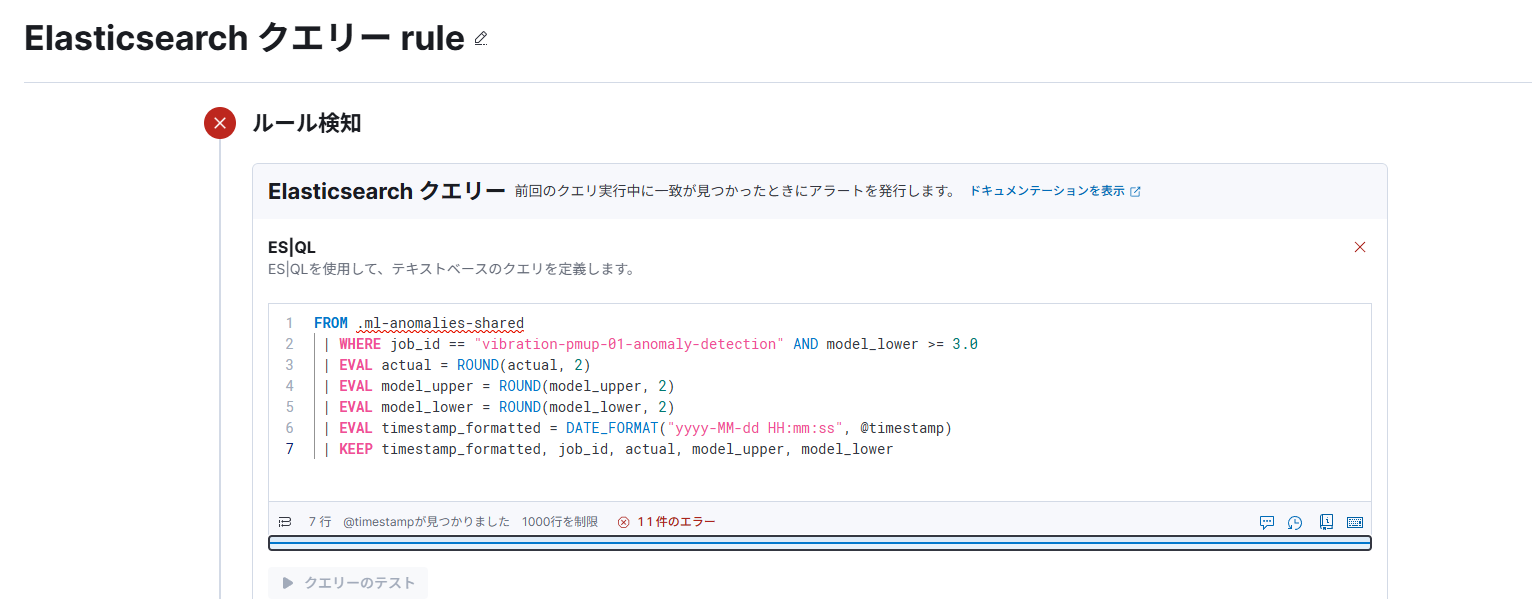 Elasticsearch クエリー rule
ルール検知
Elasticsearch クエリー 前回のクエリ実行中に一致が見つかったときにアラートを発行します。 ドキュメンテーションを表示
ES|QL
ES|QLを使用して、テキストベースのクエリを定義します。
1 FROM .ml-anomalies-shared
2 | WHERE job_id == "vibration-pmup-01-anomaly-detection" AND model_lower >= 3.0
3 | EVAL actual = ROUND(actual, 2)
4 | EVAL model_upper = ROUND(model_upper, 2)
5 | EVAL model_lower = ROUND(model_lower, 2)
6 | EVAL timestamp_formatted = DATE_FORMAT("yyyy-MM-dd HH:mm:ss", @timestamp)
7 | KEEP timestamp_formatted, job_id, actual, model_upper, model_lower
7 行 @timestampが見つかりました 1000行を制限 11件のエラー
クエリーのテスト